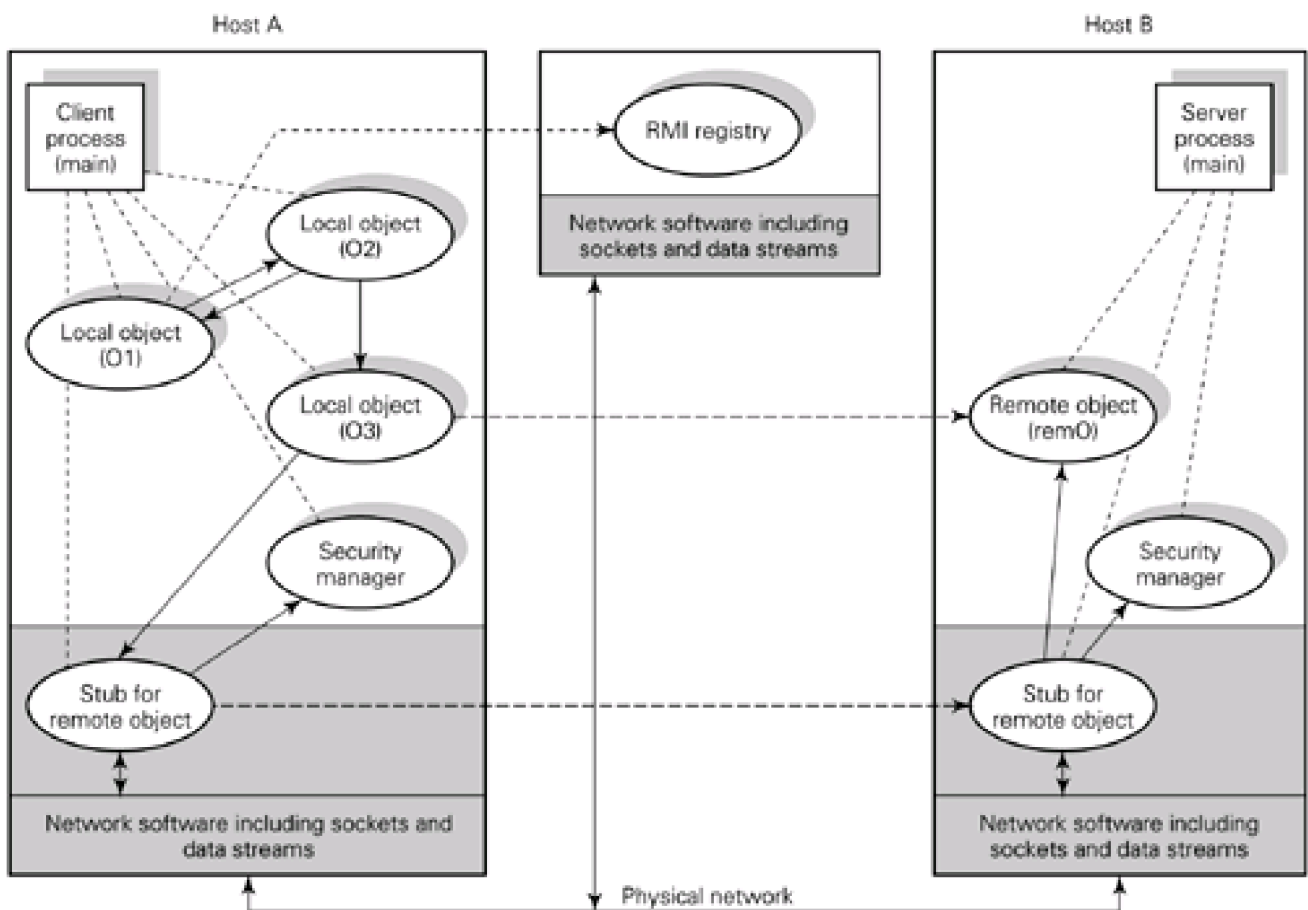 Host A
Host B
Client
process
(main)
RMII registry
Server
process
(main)
Local object
(O2)
Network software including
sockets and data streams
Local object
(O1)
Local object
(O3)
Remote object
(remO)
Security
manager
Security
manager
Stub for
remote object
Stub for
remote object
Network software including sockets and
data streams
Network software including
sockets and data streams
Physical network